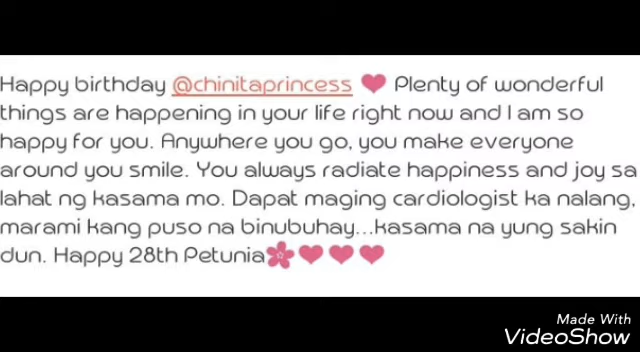 Happy birthday @chinitaprincess ❤ Plenty of wonderful
things are happening in your life right now and I am so
happy for you. Anywhere you go, you make everyone
around you smile. You always radiate happiness and joy sa
lahat ng kasama mo. Dapat maging cardiologist ka nalang,
marami kang puso na binubuhay...kasama na yung sakin
dun. Happy 28th Petunia🌸❤❤❤
Made With
VideoShow